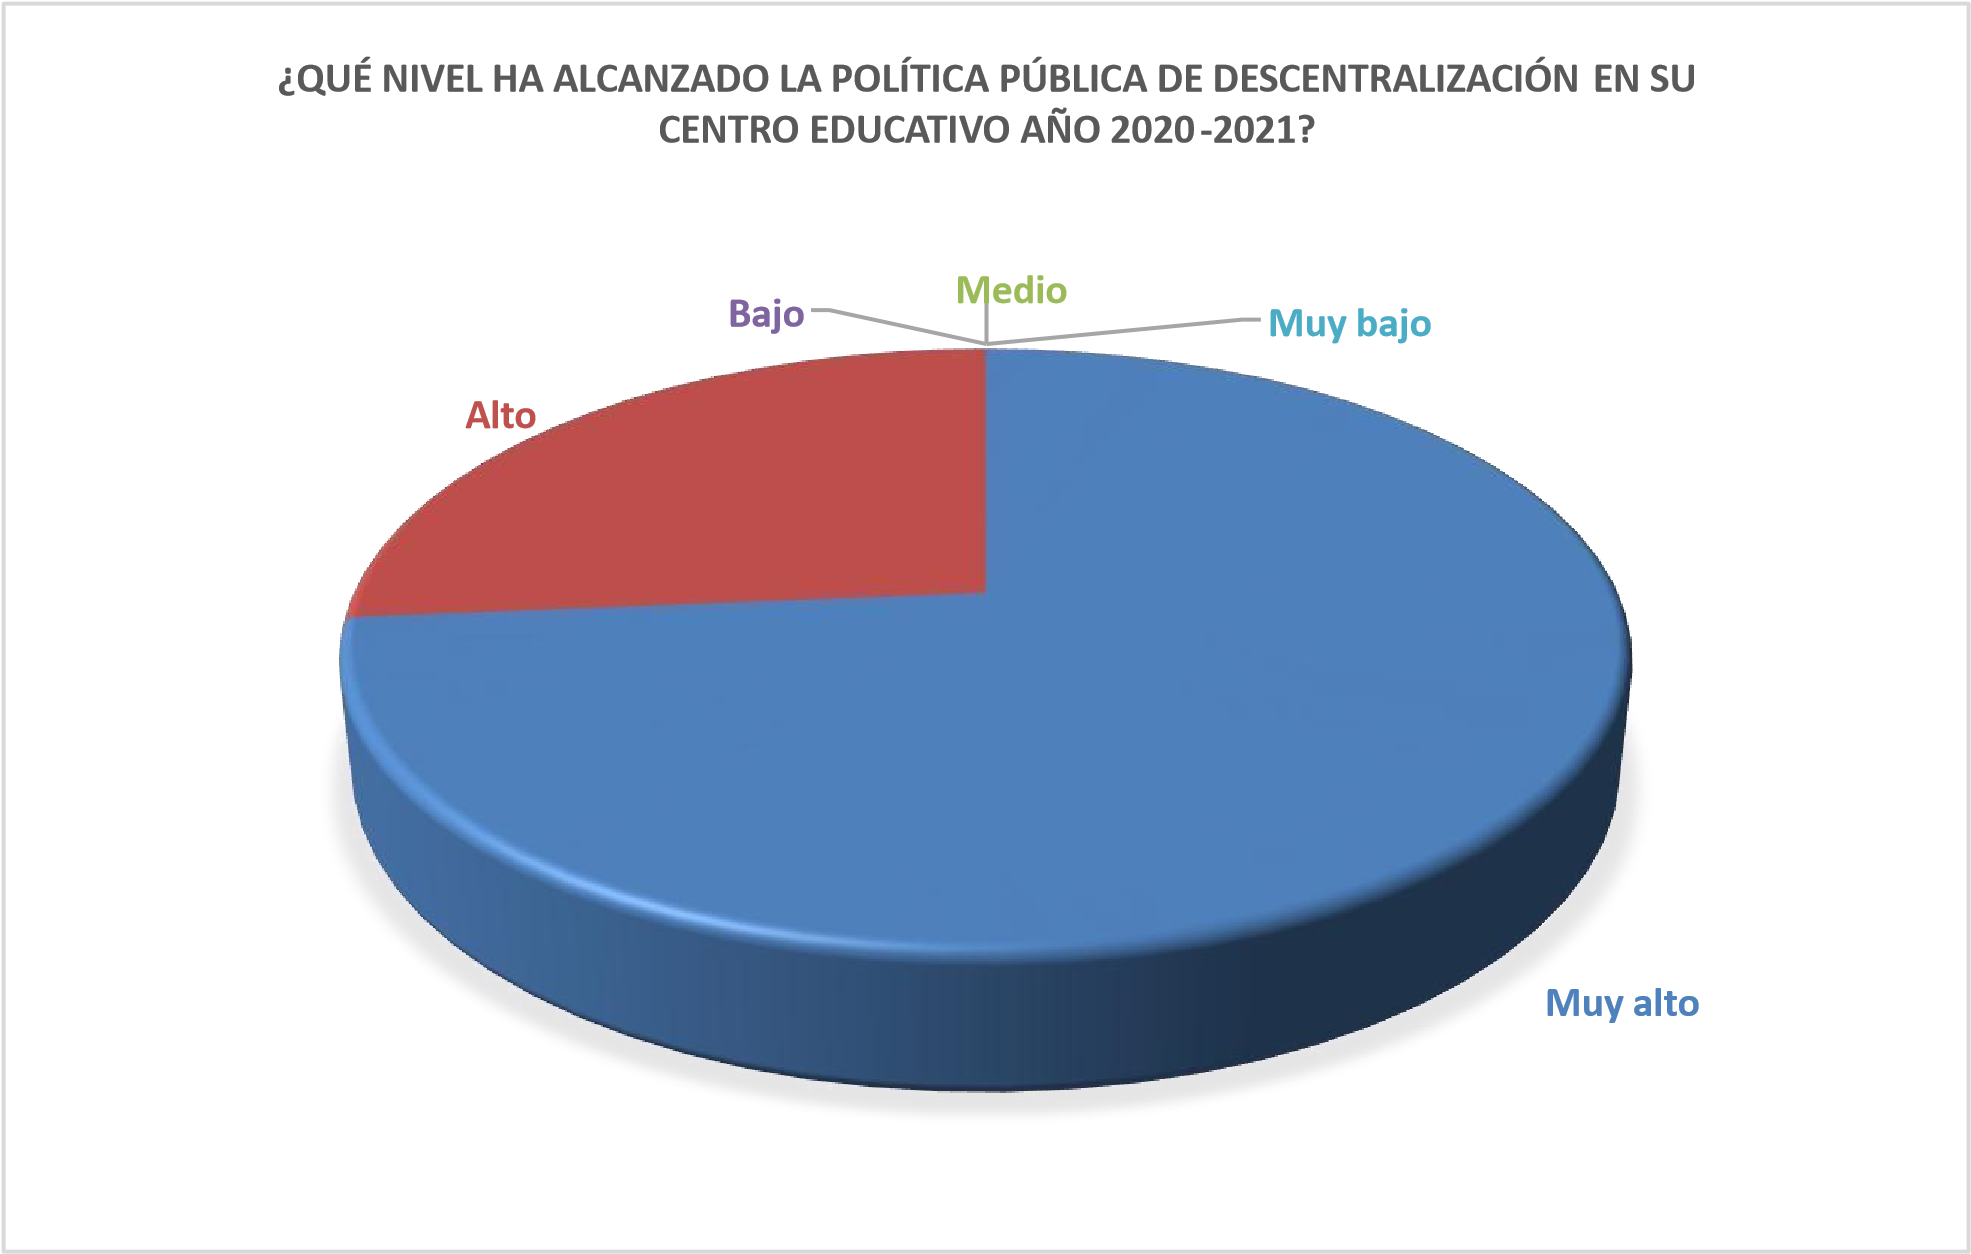 ¿QUÉ NIVEL HA ALCANZADO LA POLÍTICA PÚBLICA DE DESCENTRALIZACIÓN EN SU
CENTRO EDUCATIVO AÑO 2020-2021?
Medio
Bajo
Muy bajo
Alto
Muy alto